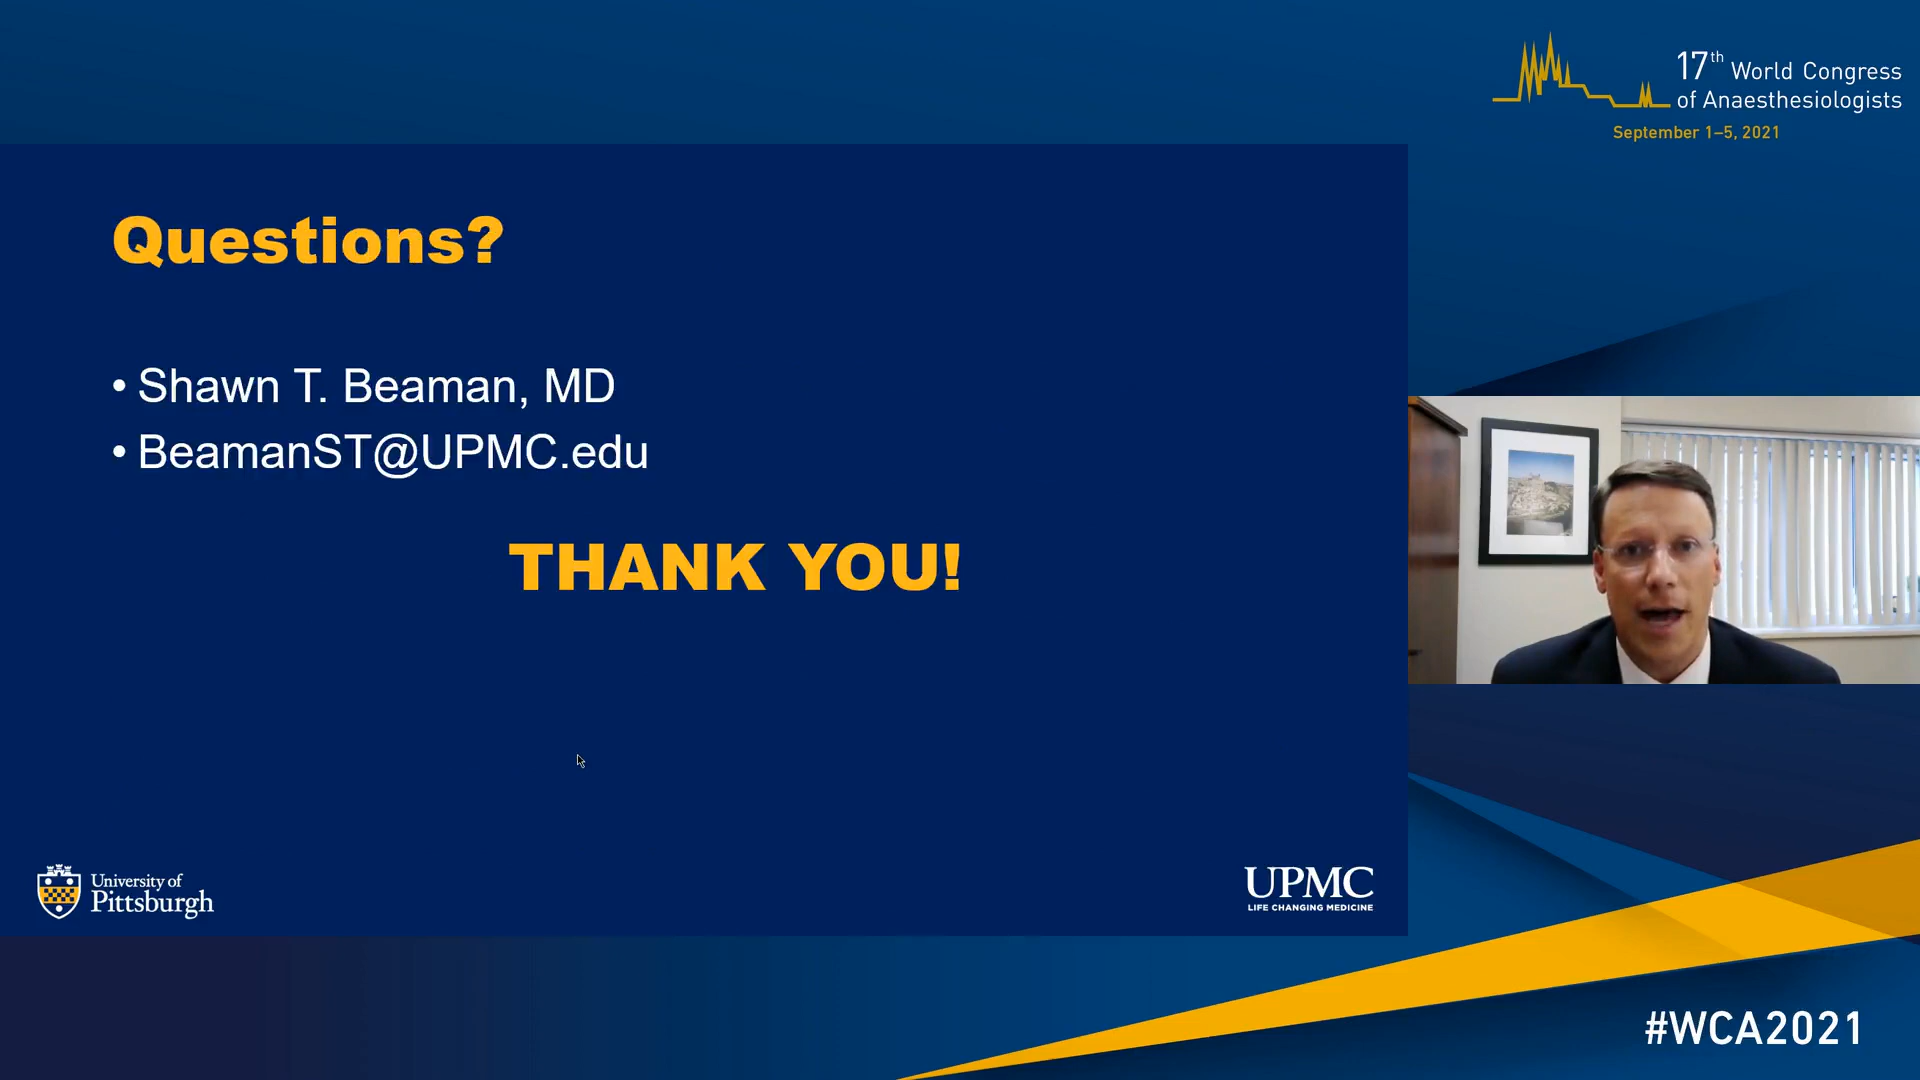 17th World Congress
of Anaesthesiologists
September 1–5, 2021
Questions?
• Shawn T. Beaman, MD
• BeamanST@UPMC.edu
THANK YOU!
University of
Pittsburgh
UPMC
LIFE CHANGING MEDICINE
#WCA2021